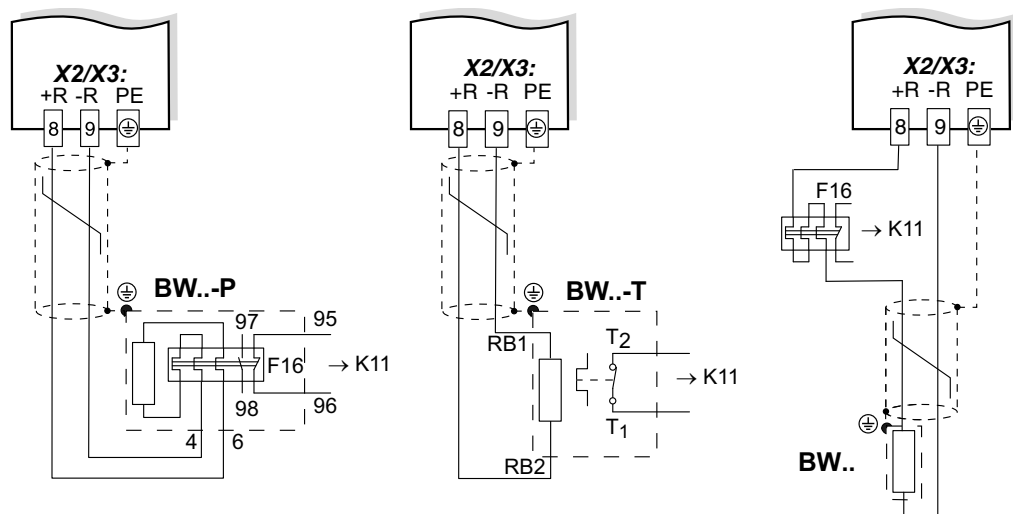 X2/X3:
+R -R PE
8 9
BW..-P
97 95
F16
→ K11
98 96
4 6
X2/X3:
+R -R PE
8 9
BW..-T
RB1
T2
→ K11
T1
RB2
X2/X3:
+R -R PE
8 9
F16
→ K11
BW..